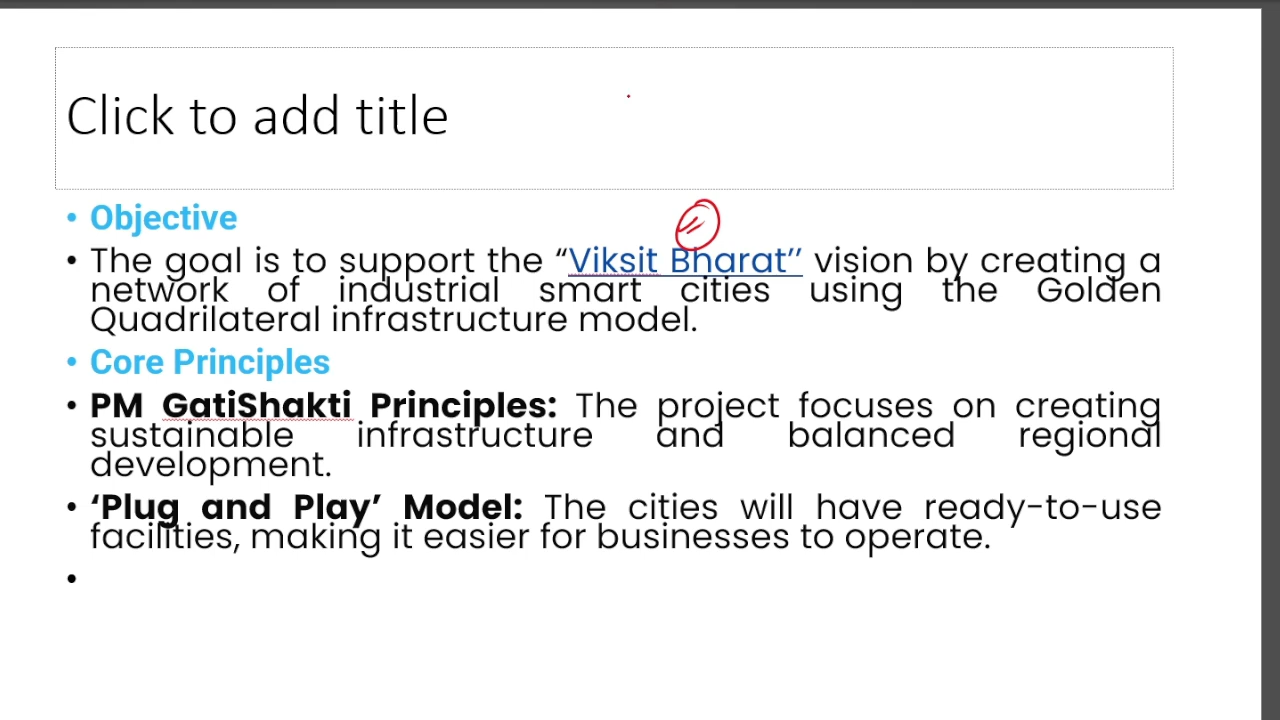 Click to add title
• Objective
• The goal is to support the “Viksit Bharat’’ vision by creating a
network of industrial smart cities using the Golden
Quadrilateral infrastructure model.
• Core Principles
• PM GatiShakti Principles: The project focuses on creating
sustainable infrastructure and balanced regional
development.
• ‘Plug and Play’ Model: The cities will have ready-to-use
facilities, making it easier for businesses to operate.
•